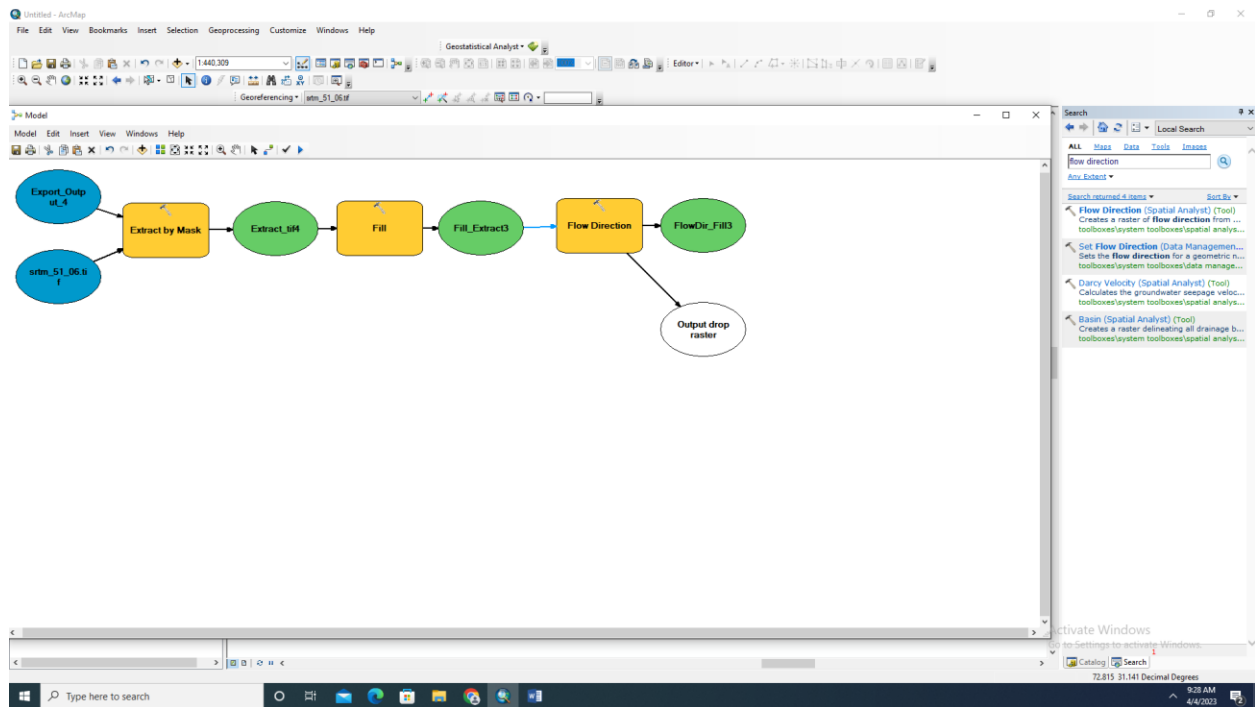 Untitled - ArcMap
File Edit View Bookmarks Insert Selection Geoprocessing Customize Windows Help
Geostatistical Analyst
1:440,309
Editor
Georeferencing srtm_51_06.tif
Model
Model Edit Insert View Windows Help
Export_Outp
ut_4
srtm_51_06.ti
f
Extract by Mask
Extract_tif4
Fill
Fill_Extract3
Flow Direction
FlowDir_Fill3
Output drop
raster
Search
Local Search
ALL Maps Data Tools Images
flow direction
Any Extent
Search returned 4 items Sort By
Flow Direction (Spatial Analyst) (Tool)
Creates a raster of flow direction from ...
toolboxes\system toolboxes\spatial analys...
Set Flow Direction (Data Managemen...
Sets the flow direction for a geometric n...
toolboxes\system toolboxes\data manage...
Darcy Velocity (Spatial Analyst) (Tool)
Calculates the groundwater seepage veloc...
toolboxes\system toolboxes\spatial analys...
Basin (Spatial Analyst) (Tool)
Creates a raster delineating all drainage b...
toolboxes\system toolboxes\spatial analys...
Activate Windows
Go to Settings to activate Windows.
1
Catalog Search
72.815 31.141 Decimal Degrees
Type here to search
9:28 AM
4/4/2023
2